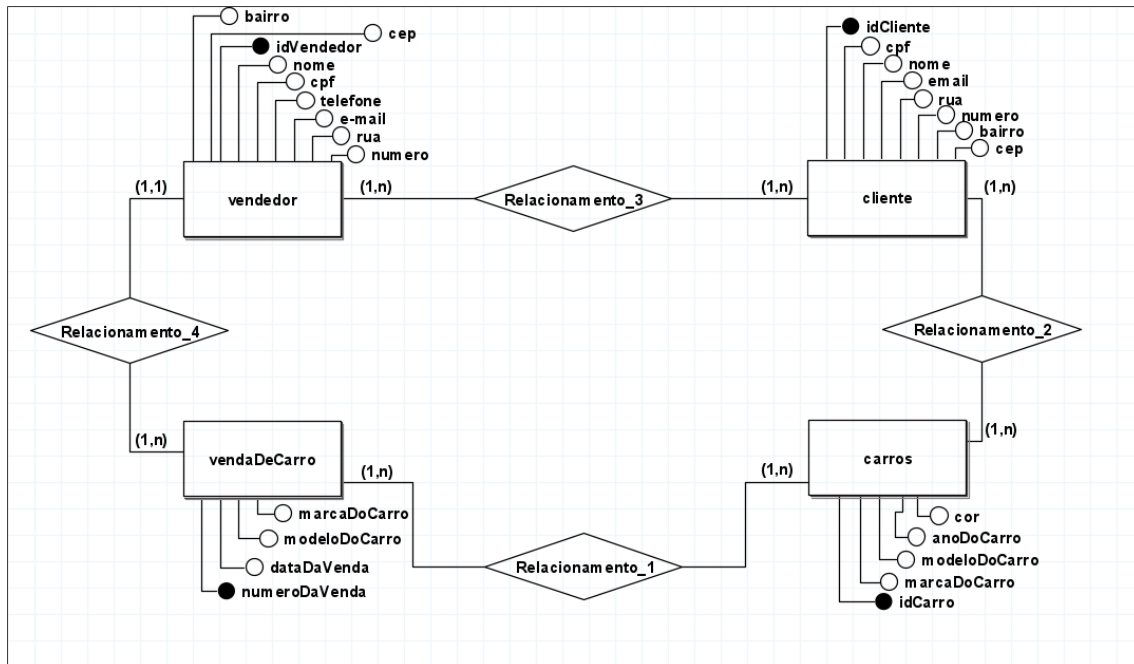 bairro
cep
idVendedor
nome
cpf
telefone
e-mail
rua
numero
idCliente
cpf
nome
email
rua
numero
bairro
cep
(1,1)
vendedor
(1,n)
Relacionamento_3
(1,n)
cliente
(1,n)
Relacionamento_4
Relacionamento_2
(1,n)
vendaDeCarro
(1,n)
(1,n)
carros
(1,n)
marcaDoCarro
modeloDoCarro
dataDaVenda
numeroDaVenda
Relacionamento_1
cor
anoDoCarro
modeloDoCarro
marcaDoCarro
idCarro